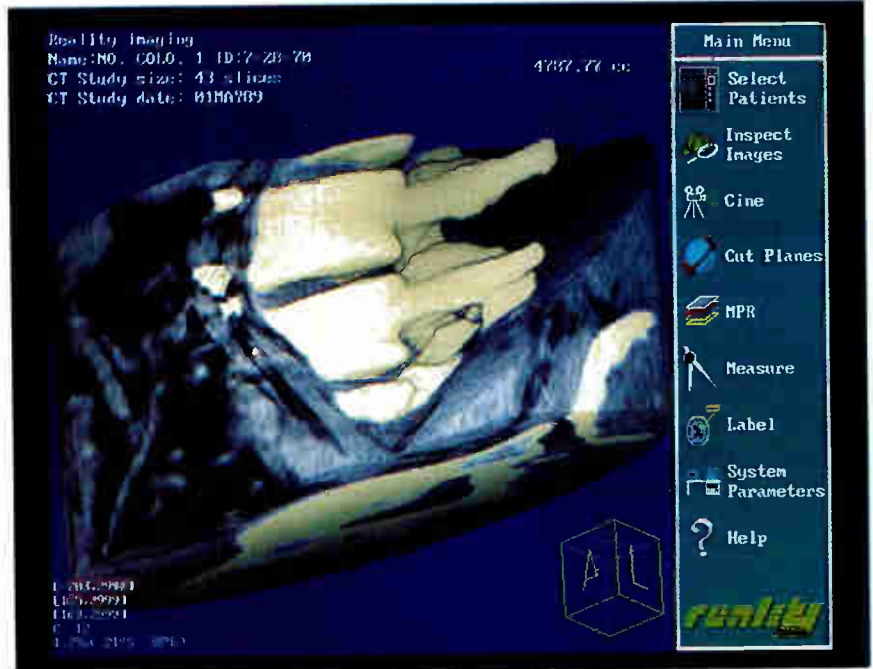 Reality Imaging
Name:NO. COLO. 1 ID:7-28-70
CT Study size: 43 slices
CT Study date: 01MAY89
4787.77 cc
Main Menu
Select
Patients
Inspect
Images
Cine
Cut Planes
MPR
Measure
Label
System
Parameters
Help
A L
reality